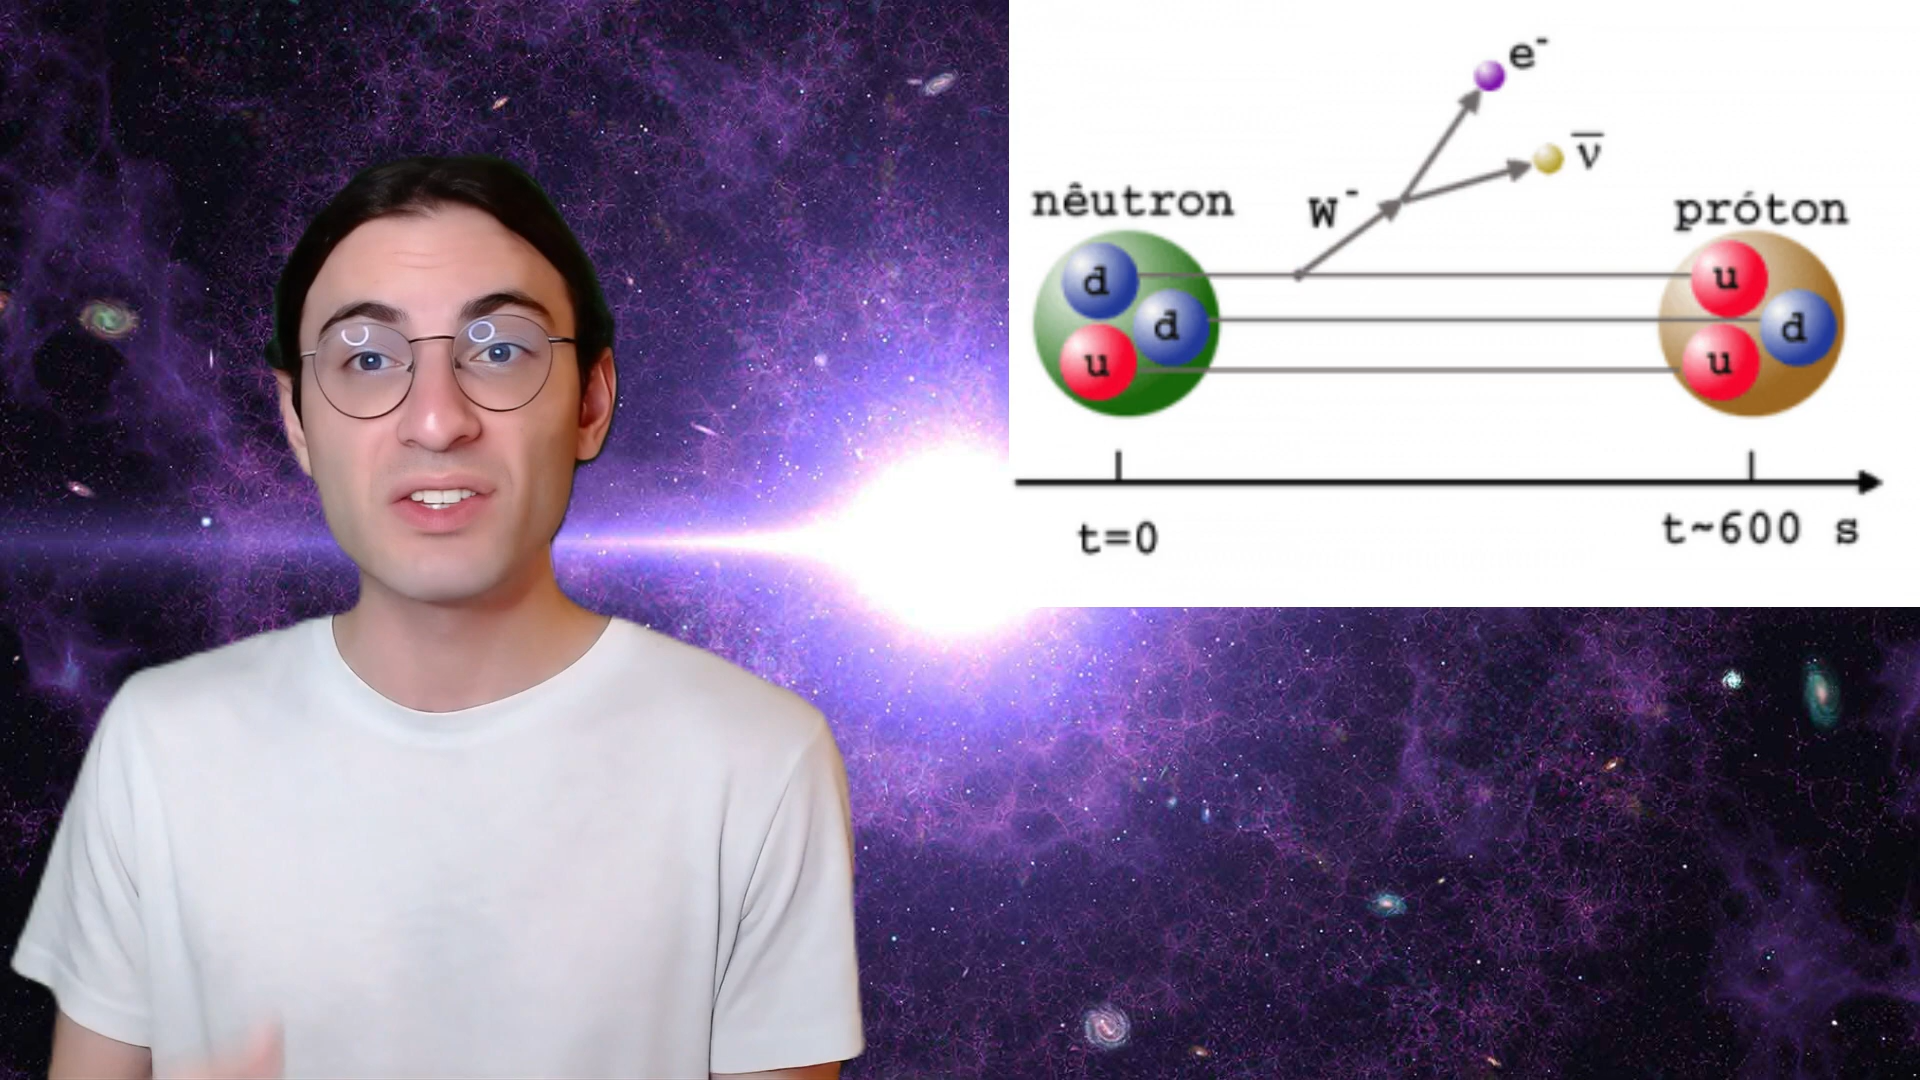 e⁻
ν̅
W⁻
nêutron
próton
d
d
u
u
d
u
t=0
t~600 s